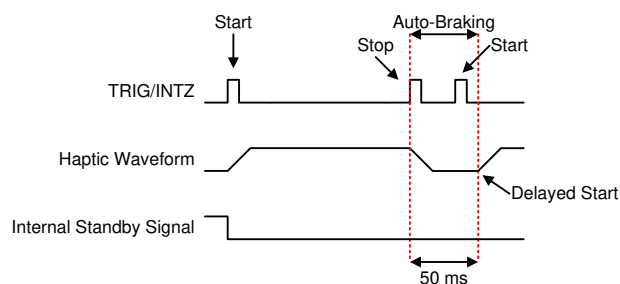 Start
Auto-Braking
Stop
Start
TRIG/INTZ
Haptic Waveform
Delayed Start
Internal Standby Signal
50 ms